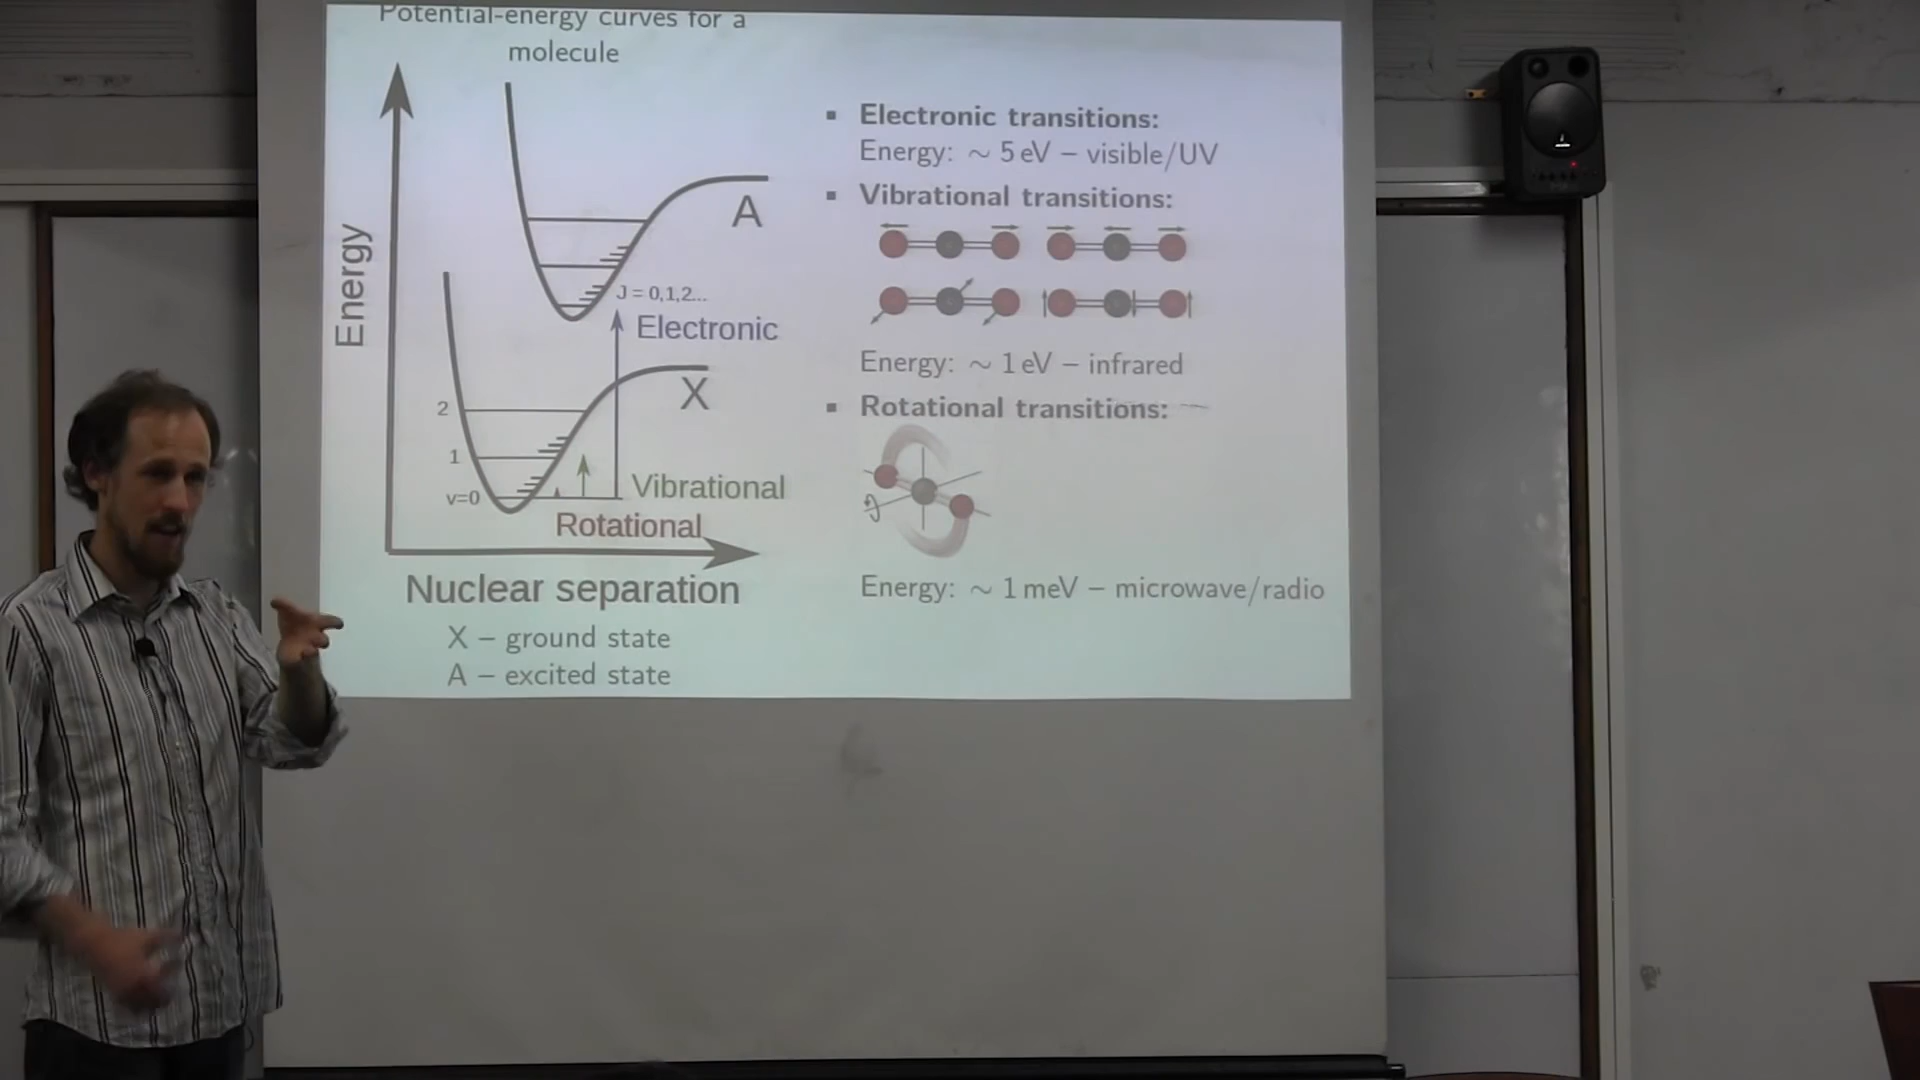 Potential-energy curves for a
molecule
Energy
A
J = 0,1,2...
Electronic
X
2
1
v=0
Vibrational
Rotational
Nuclear separation
X – ground state
A – excited state
▪ Electronic transitions:
Energy: ∼ 5 eV – visible/UV
▪ Vibrational transitions:
Energy: ∼ 1 eV – infrared
▪ Rotational transitions:
Energy: ∼ 1 meV – microwave/radio